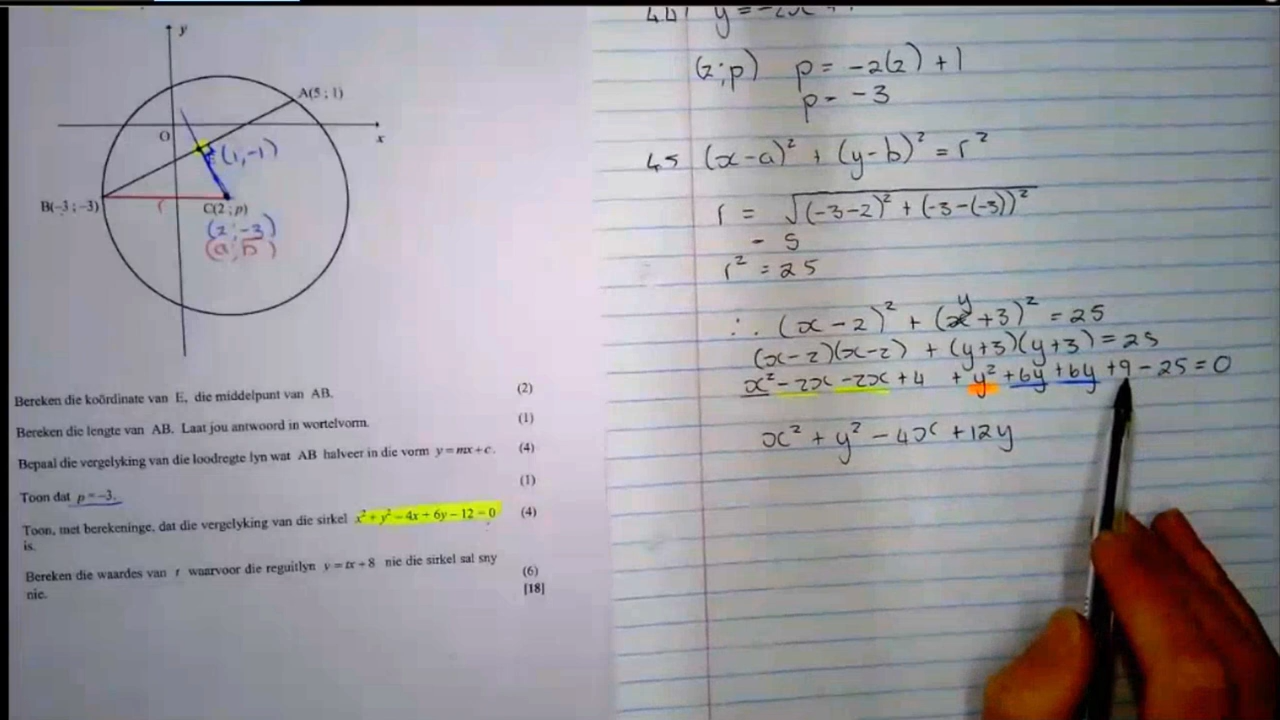 y
A(5 ; 1)
O
x
(1,-1)
B(-3 ; -3)
r
C(2 ; p)
(2 ; -3)
(a ; b)
Bereken die koördinate van E, die middelpunt van AB. (2)
Bereken die lengte van AB. Laat jou antwoord in wortelvorm. (1)
Bepaal die vergelyking van die loodregte lyn wat AB halveer in die vorm y = mx + c. (4)
Toon dat p = -3. (1)
Toon, met berekeninge, dat die vergelyking van die sirkel x² + y² - 4x + 6y - 12 = 0 (4)
is.
Bereken die waardes van t waarvoor die reguitlyn y = tx + 8 nie die sirkel sal sny (6)
nie. [18]
(2 ; p) p = -2(2) + 1
p = -3
4.5 (x-a)² + (y-b)² = r²
r = √(-3-2)² + (-3-(-3))²
= 5
r² = 25
∴ (x-2)² + (y+3)² = 25
(x-2)(x-2) + (y+3)(y+3) = 25
x² - 2x - 2x + 4 + y² + 6y + 6y + 9 - 25 = 0
x² + y² - 4x + 12y